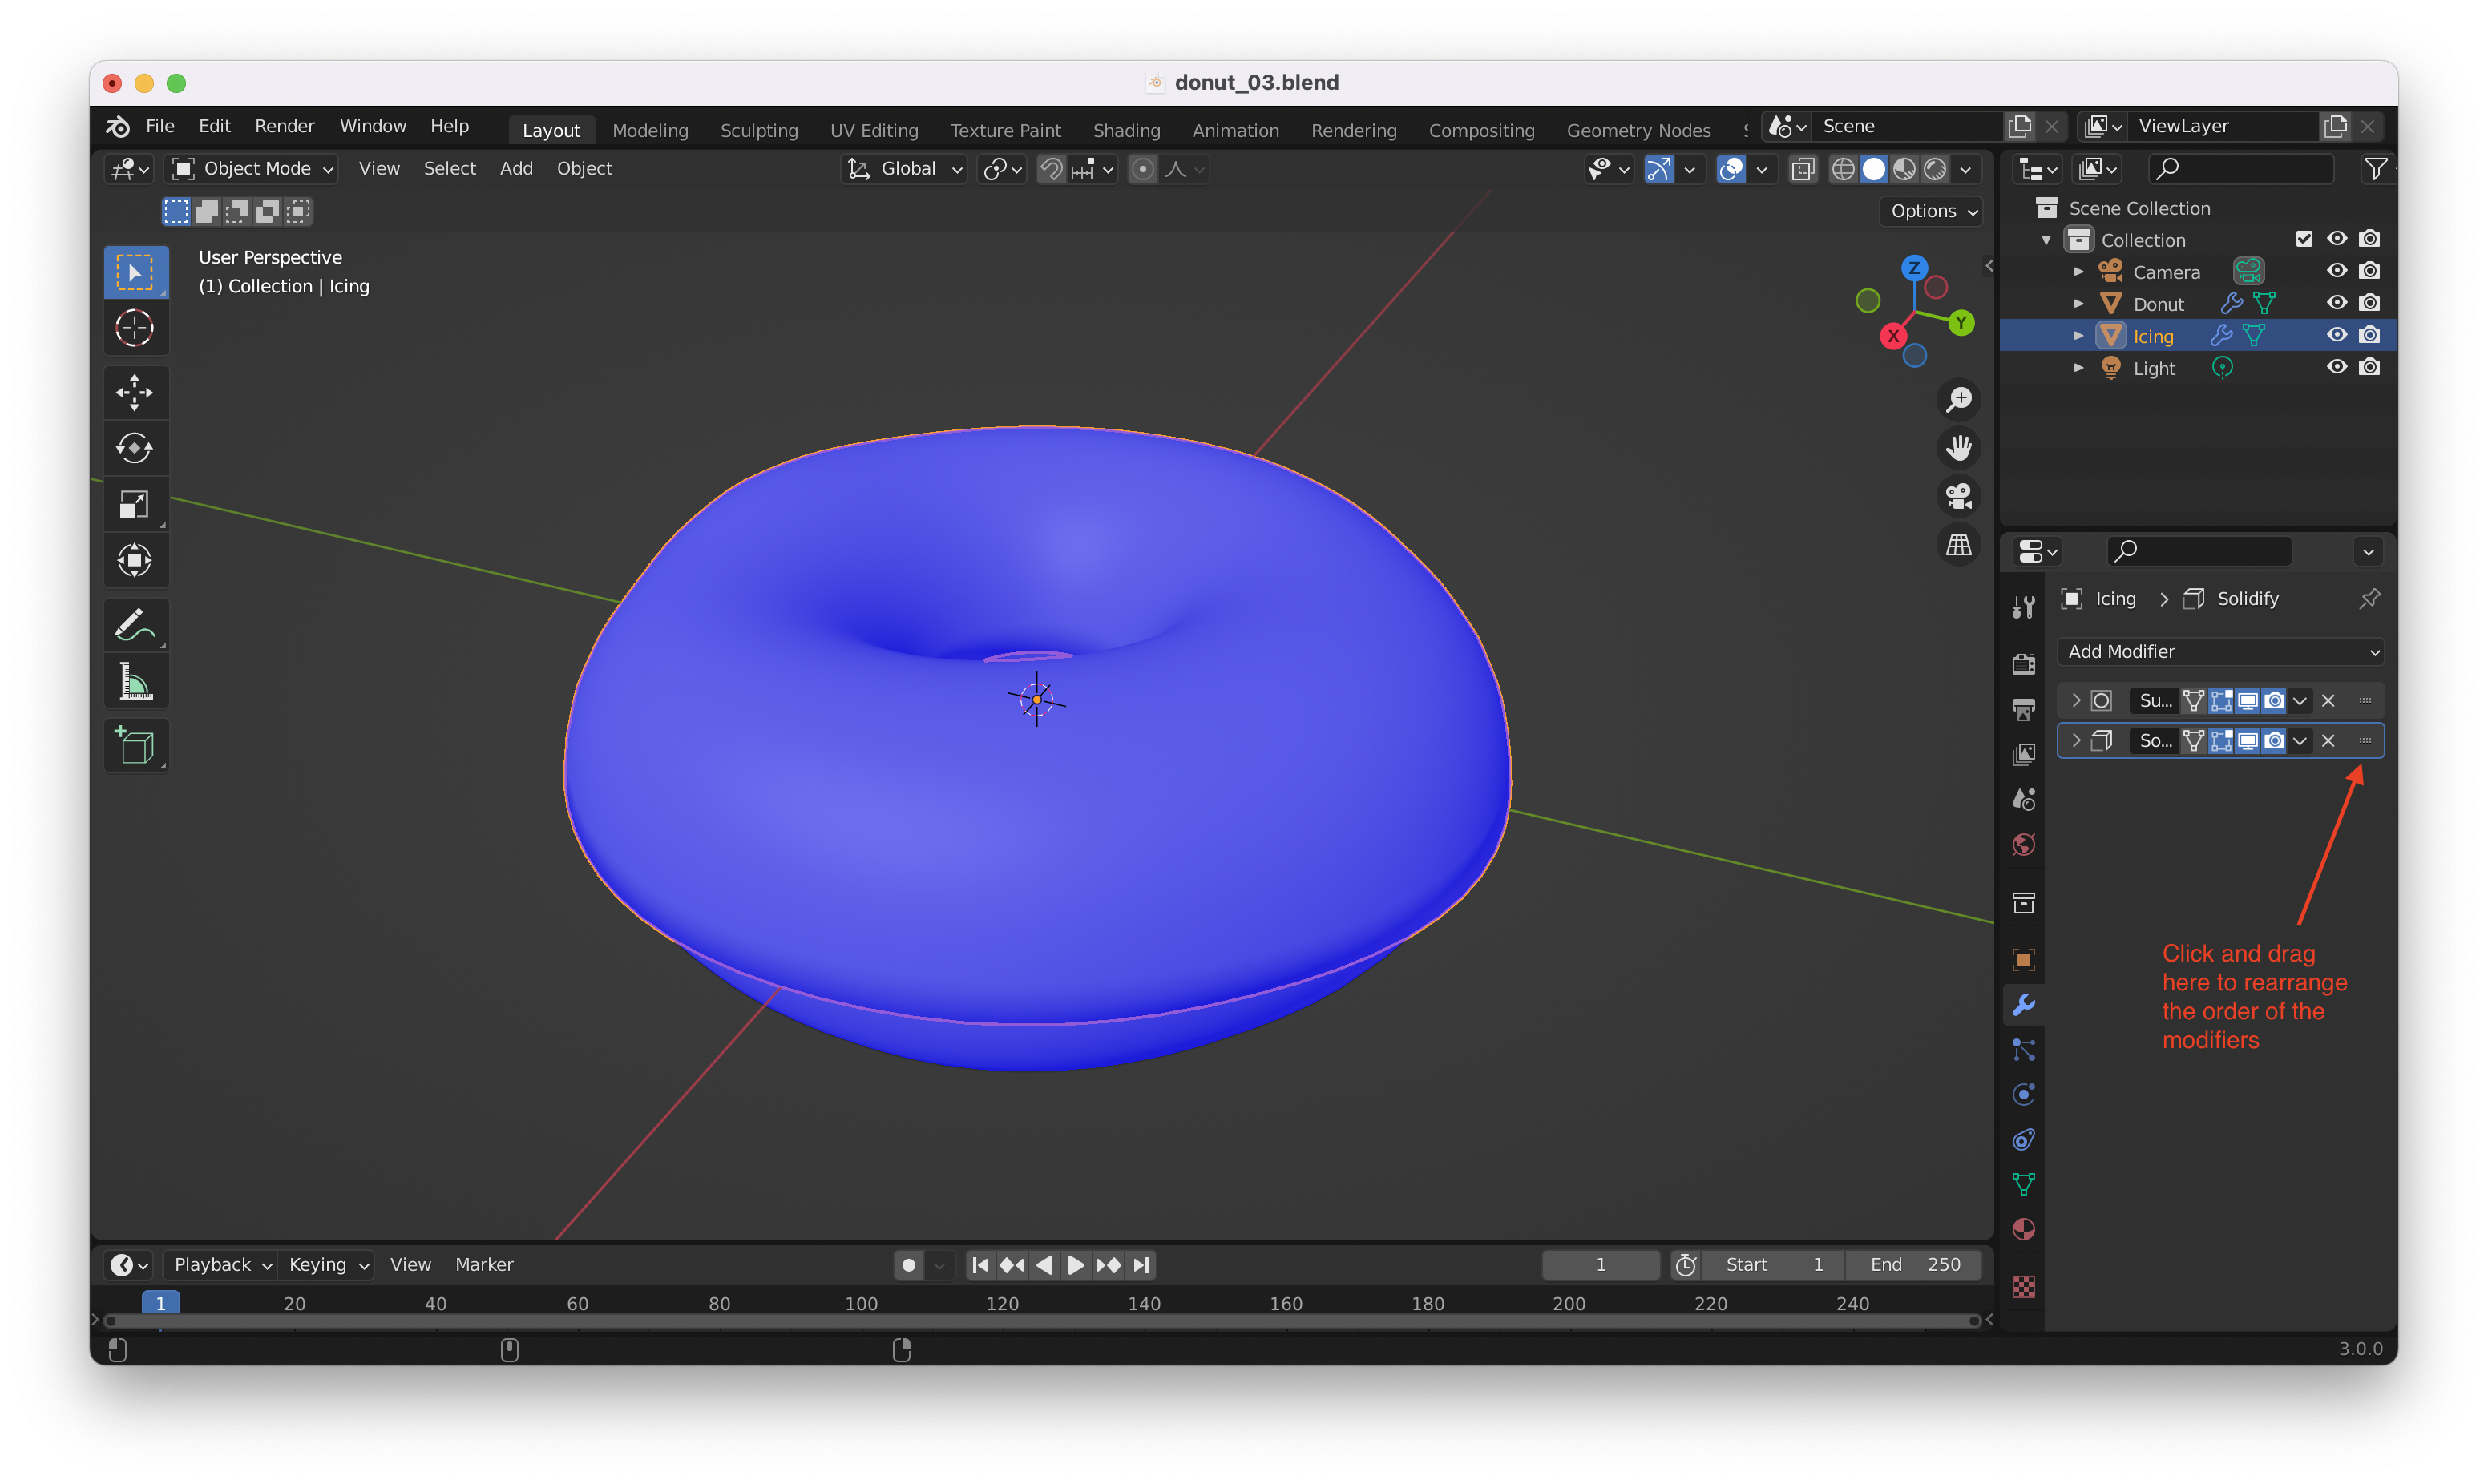 donut_03.blend
File Edit Render Window Help Layout Modeling Sculpting UV Editing Texture Paint Shading Animation Rendering Compositing Geometry Nodes Scene ViewLayer
Object Mode View Select Add Object Global
Options
User Perspective
(1) Collection | Icing
Z
Y
X
Scene Collection
Collection
Camera
Donut
Icing
Light
Icing > Solidify
Add Modifier
Su...
So...
Click and drag
here to rearrange
the order of the
modifiers
Playback Keying View Marker 1 Start 1 End 250
1 20 40 60 80 100 120 140 160 180 200 220 240
3.0.0